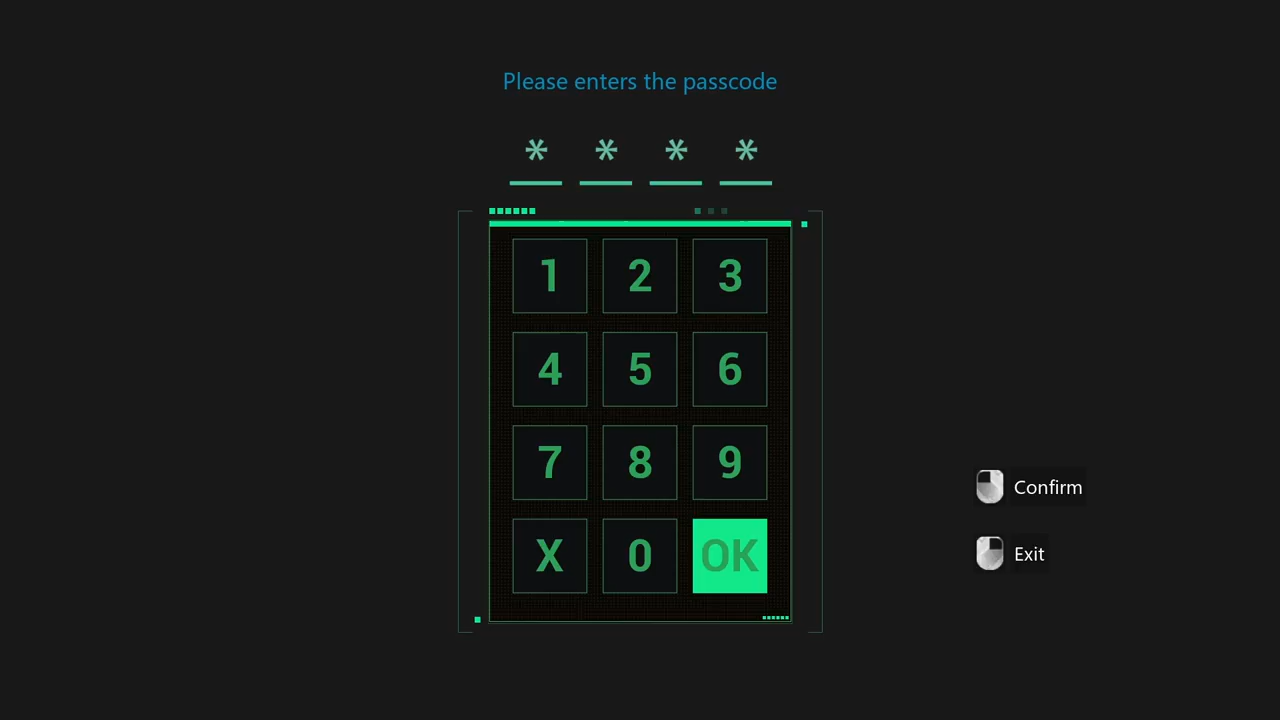 Please enters the passcode
* * * *
1 2 3
4 5 6
7 8 9
X 0 OK
Confirm
Exit